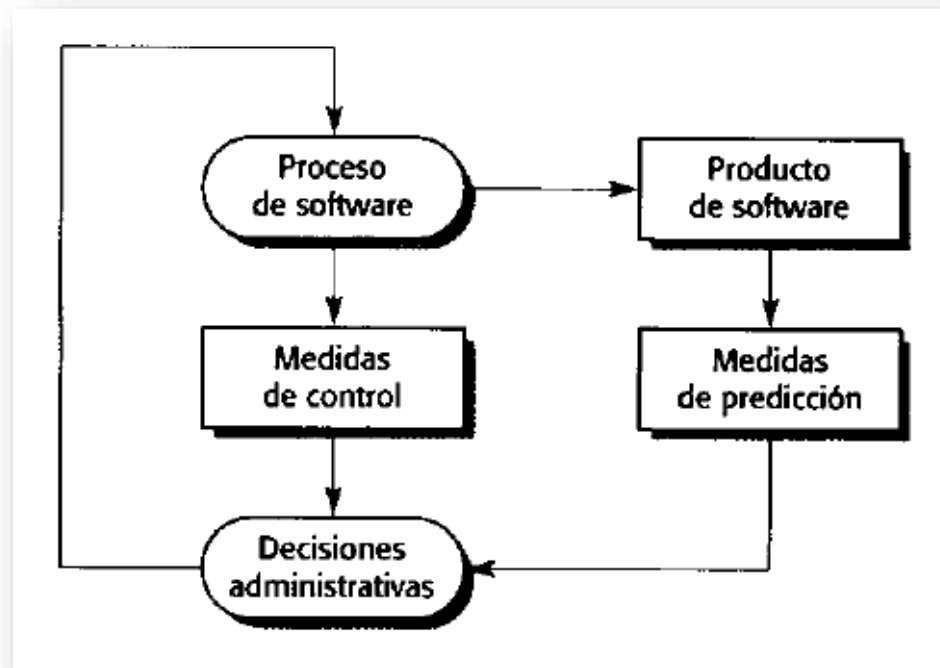 Proceso
de software
Producto
de software
Medidas
de control
Medidas
de predicción
Decisiones
administrativas